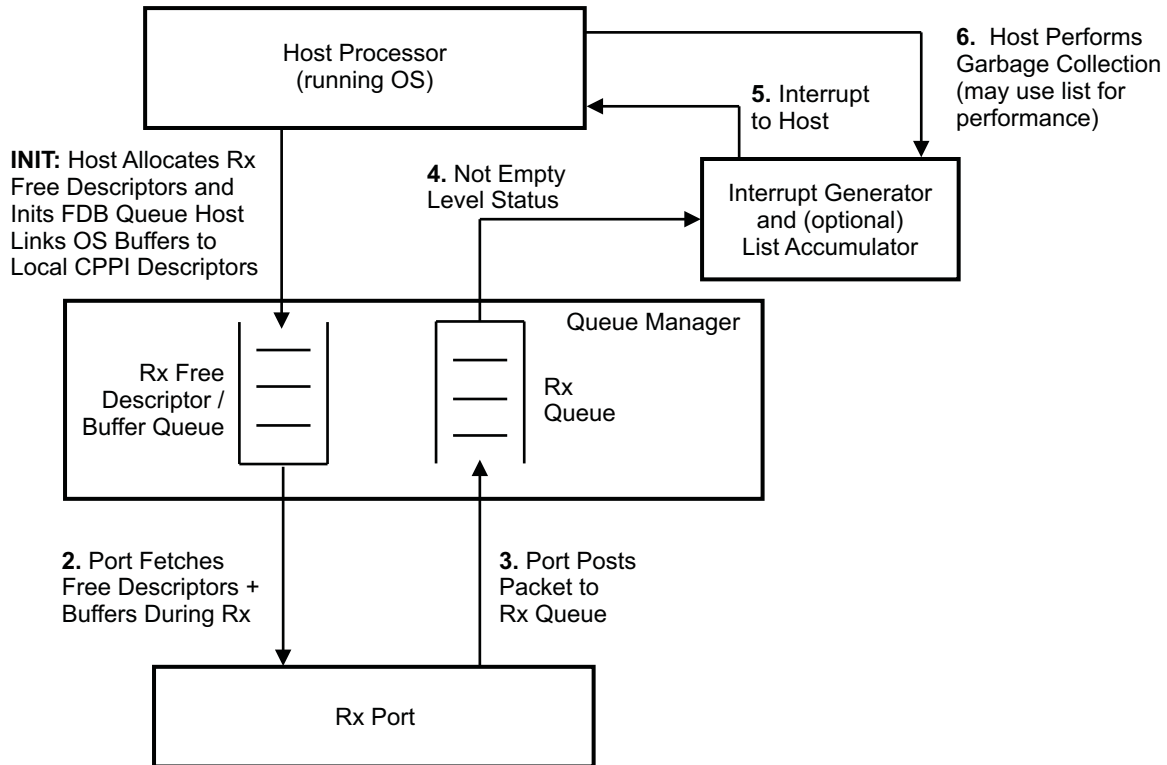 Host Processor
(running OS)
6. Host Performs
Garbage Collection
(may use list for
performance)
5. Interrupt
to Host
INIT: Host Allocates Rx
Free Descriptors and
Inits FDB Queue Host
Links OS Buffers to
Local CPPI Descriptors
4. Not Empty
Level Status
Interrupt Generator
and (optional)
List Accumulator
Queue Manager
Rx Free
Descriptor /
Buffer Queue
Rx
Queue
2. Port Fetches
Free Descriptors +
Buffers During Rx
3. Port Posts
Packet to
Rx Queue
Rx Port